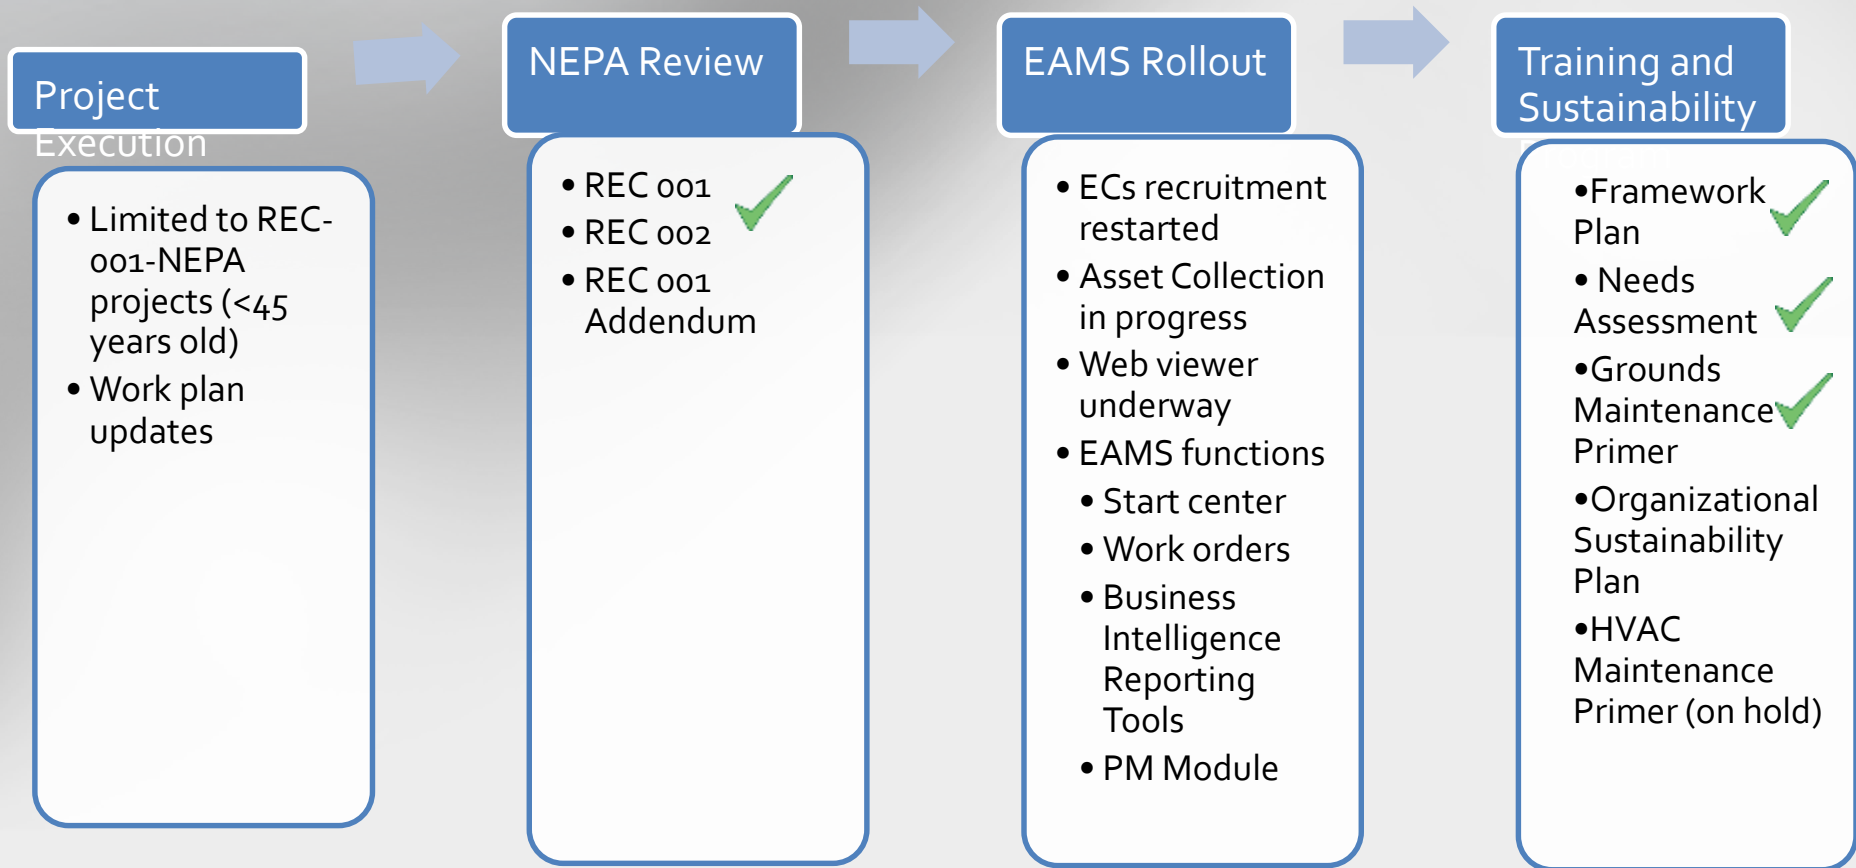 Project
Execution
• Limited to REC-
001-NEPA
projects (<45
years old)
• Work plan
updates
NEPA Review
• REC 001
• REC 002
• REC 001
Addendum
EAMS Rollout
• ECs recruitment
restarted
• Asset Collection
in progress
• Web viewer
underway
• EAMS functions
• Start center
• Work orders
• Business
Intelligence
Reporting
Tools
• PM Module
Training and
Sustainability
Program
•Framework
Plan
• Needs
Assessment
•Grounds
Maintenance
Primer
•Organizational
Sustainability
Plan
•HVAC
Maintenance
Primer (on hold)